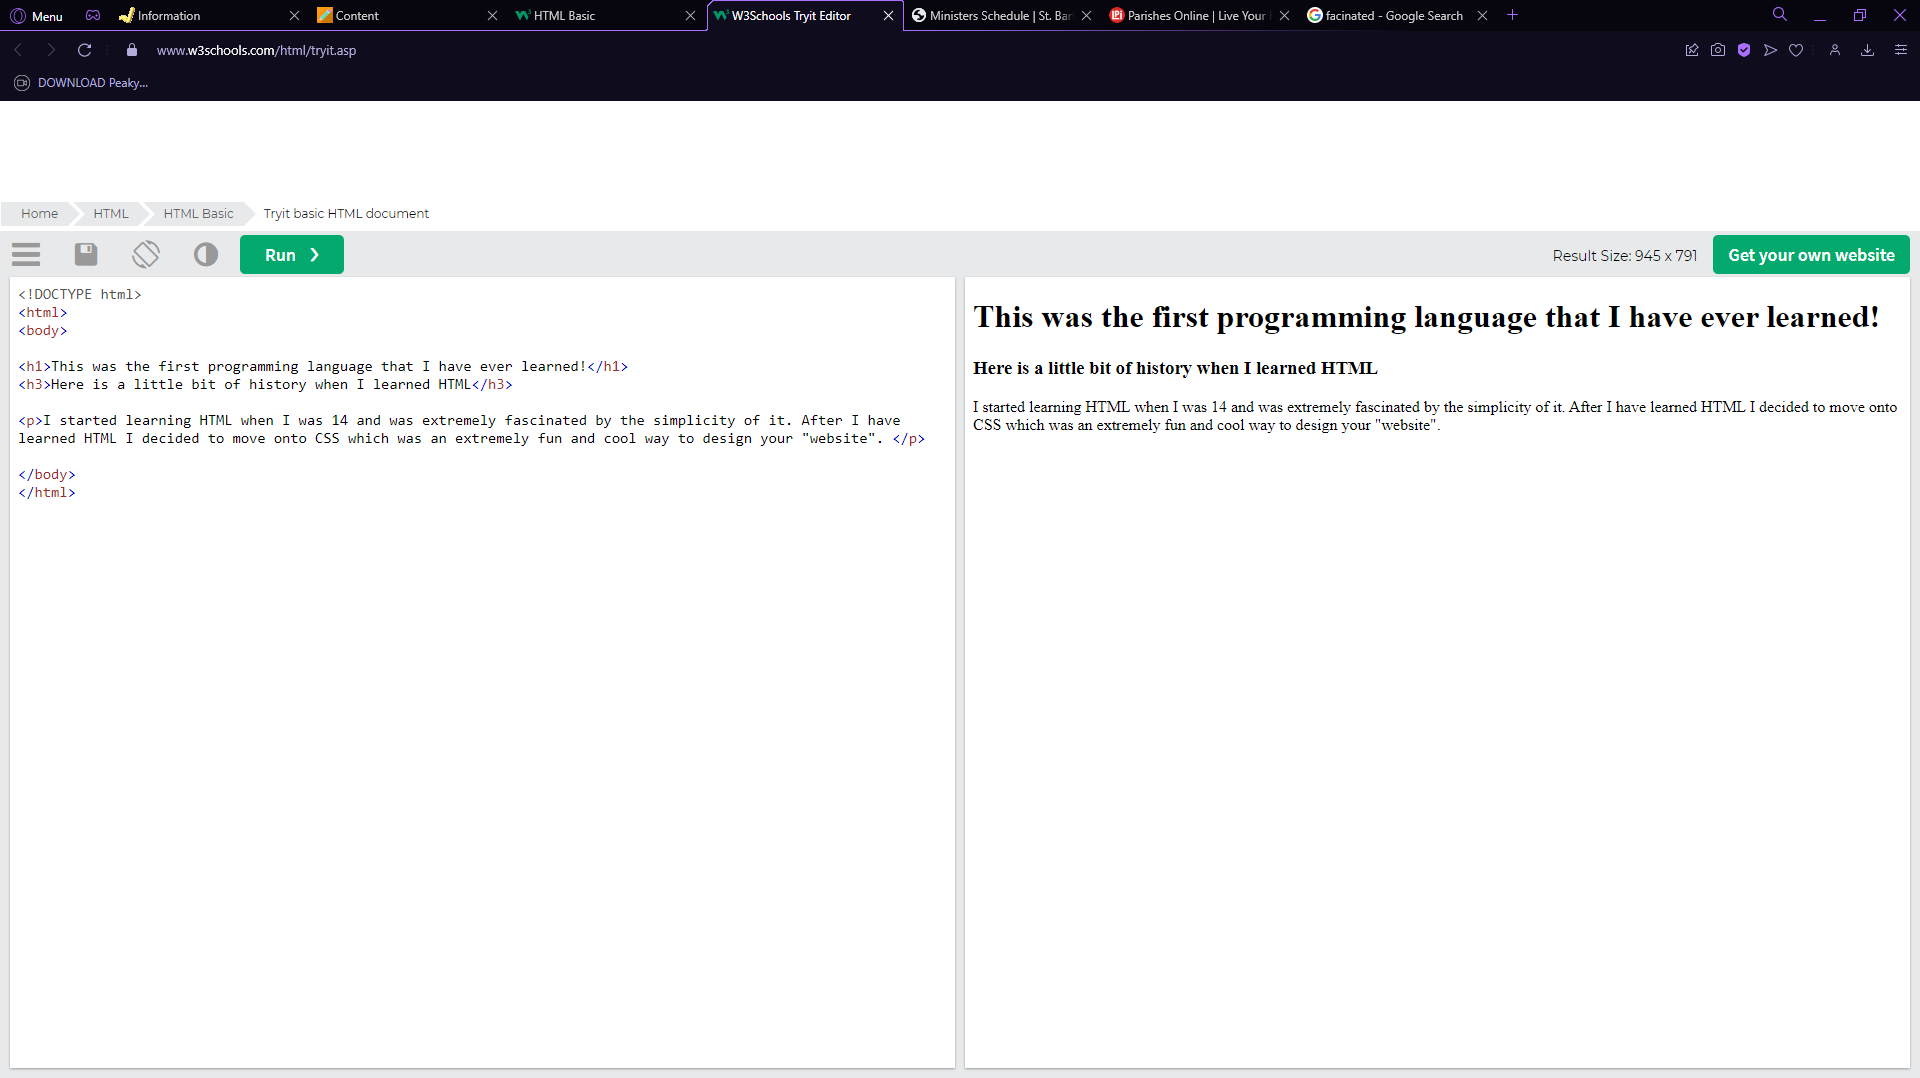 Menu
Information
Content
HTML Basic
W3Schools Tryit Editor
Ministers Schedule | St. Bar
Parishes Online | Live Your
facinated - Google Search
www.w3schools.com/html/tryit.asp
DOWNLOAD Peaky...
Home
HTML
HTML Basic
Tryit basic HTML document
Run ❯
Result Size: 945 x 791
Get your own website
<!DOCTYPE html>
<html>
<body>
<h1>This was the first programming language that I have ever learned!</h1>
<h3>Here is a little bit of history when I learned HTML</h3>
<p>I started learning HTML when I was 14 and was extremely fascinated by the simplicity of it. After I have
learned HTML I decided to move onto CSS which was an extremely fun and cool way to design your "website". </p>
</body>
</html>
This was the first programming language that I have ever learned!
Here is a little bit of history when I learned HTML
I started learning HTML when I was 14 and was extremely fascinated by the simplicity of it. After I have learned HTML I decided to move onto
CSS which was an extremely fun and cool way to design your "website".